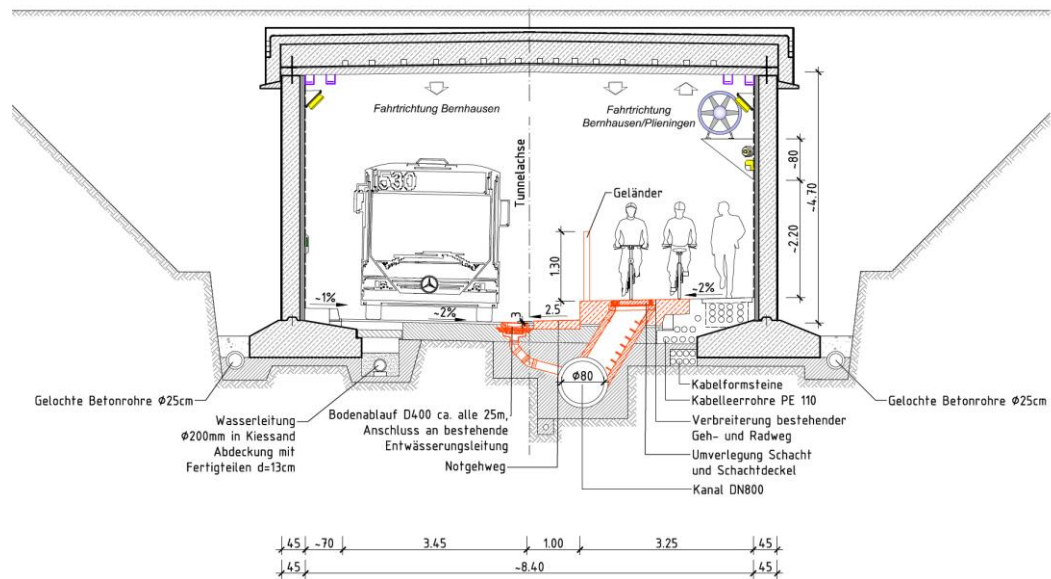 Fahrtrichtung Bernhausen
Fahrtrichtung
Bernhausen/Plieningen
Tunnelachse
530
Geländer
~80
~4.70
~2.20
1.30
~1%
~2%
3
2.5
~2%
Ø80
Gelochte Betonrohre Ø25cm
Wasserleitung
Ø200mm in Kiessand
Abdeckung mit
Fertigteilen d=13cm
Bodenablauf D400 ca. alle 25m,
Anschluss an bestehende
Entwässerungsleitung
Notgehweg
Kabelformsteine
Kabelleerrohre PE 110
Verbreiterung bestehender
Geh- und Radweg
Umverlegung Schacht
und Schachtdeckel
Kanal DN800
Gelochte Betonrohre Ø25cm
45 ~70 3.45 1.00 3.25 45
45 ~8.40 45